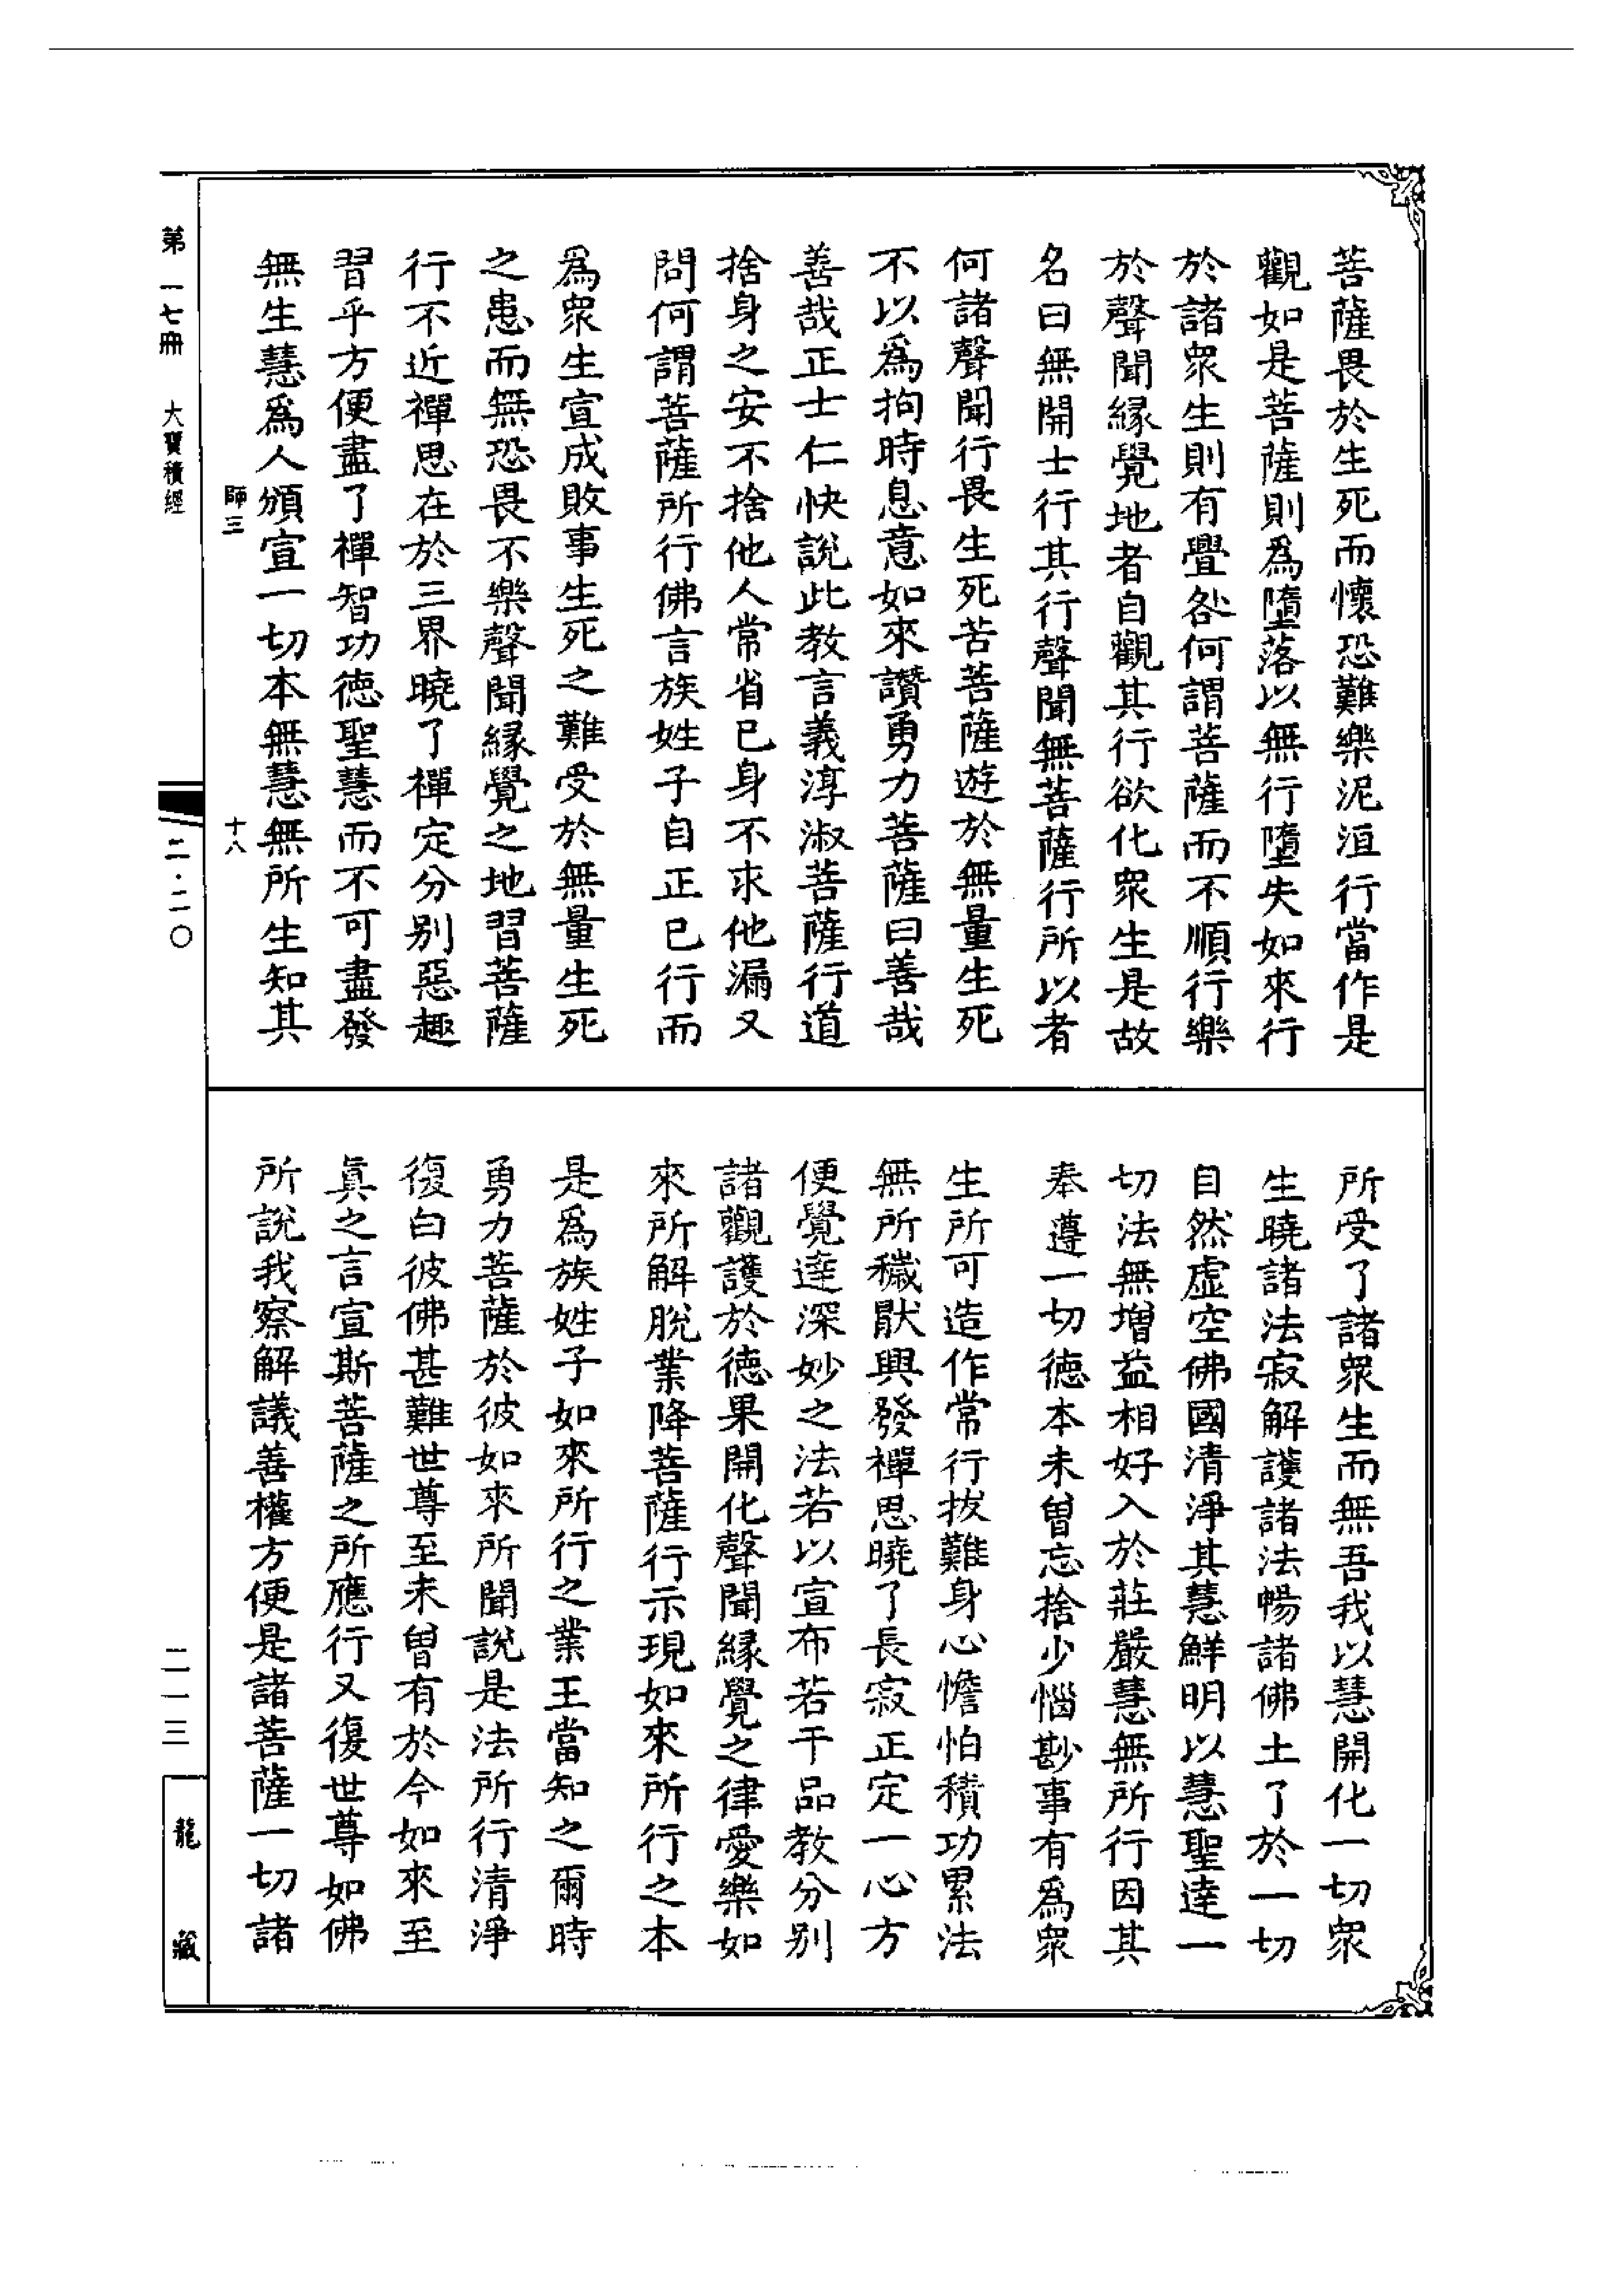 菩薩畏於生死而懷恐難樂泥洹行當作是
觀如是菩薩則爲墮落以無行墮失如來行
於諸衆生則有舋咎何謂菩薩而不順行樂
於聲聞緣覺地者自觀其行欲化衆生是故
名曰無開士行其行聲聞無菩薩行所以者
何諸聲聞行畏生死苦菩薩遊於無量生死
不以爲拘時息意如來讚勇力菩薩曰善哉
善哉正士仁快說此教言義淳淑菩薩行道
捨身之安不捨他人常省己身不求他漏又
問何謂菩薩所行佛言族姓子自正己行而
爲衆生宣成敗事生死之難受於無量生死
之患而無恐畏不樂聲聞緣覺之地習菩薩
行不近禪思在於三界曉了禪定分別惡趣
習乎方便盡了禪智功德聖慧而不可盡發
無生慧爲人頒宣一切本無慧無所生知其
師三
十八
所受了諸衆生而無吾我以慧開化一切衆
生曉諸法寂解護諸法暢諸佛土了於一切
自然虛空佛國清淨其慧鮮明以慧聖達一
切法無增益相好入於莊嚴慧無所行因其
奉遵一切德本未曾忘捨少惱尠事有爲衆
生所可造作常行拔難身心憺怕積功累法
無所穢猒興發禪思曉了長寂正定一心方
便覺達深妙之法若以宣布若干品教分別
諸觀護於德果開化聲聞緣覺之律愛樂如
來所解脫業降菩薩行示現如來所行之本
是爲族姓子如來所行之業王當知之爾時
勇力菩薩於彼如來所聞說是法所行清淨
復白彼佛甚難世尊至未曾有於今如來至
眞之言宣斯菩薩之所應行又復世尊如佛
所說我察解議善權方便是諸菩薩一切諸
第一七冊 大寶積經
二·二〇
二一三
龍藏